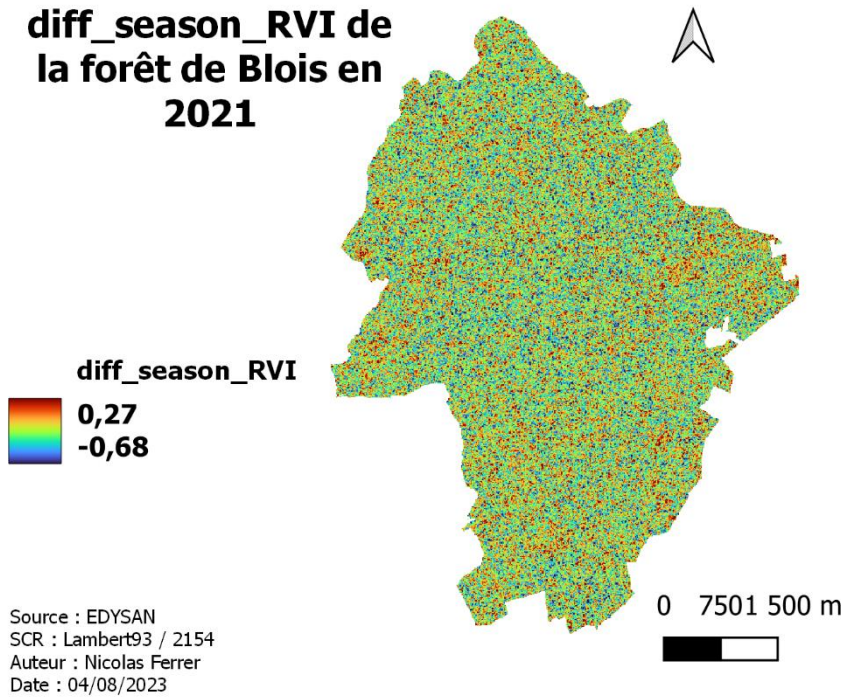 diff_season_RVI de
la forêt de Blois en
2021
diff_season_RVI
0,27
-0,68
Source : EDYSAN
SCR : Lambert93 / 2154
Auteur : Nicolas Ferrer
Date : 04/08/2023
0 7501 500 m